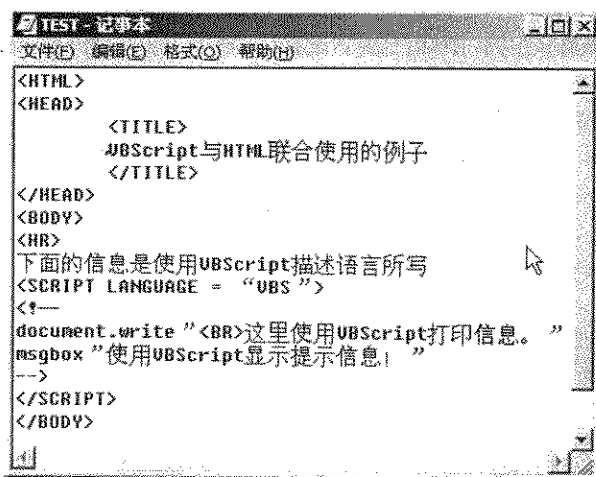 TEST - 记事本
文件(F) 编辑(E) 格式(O) 帮助(H)
<HTML>
<HEAD>
<TITLE>
VBScript与HTML联合使用的例子
</TITLE>
</HEAD>
<BODY>
<HR>
下面的信息是使用VBScript描述语言所写
<SCRIPT LANGUAGE = “VBS ”>
<!--
document.write ”<BR>这里使用VBScript打印信息。 ”
msgbox ”使用VBScript显示提示信息! ”
-->
</SCRIPT>
</BODY>